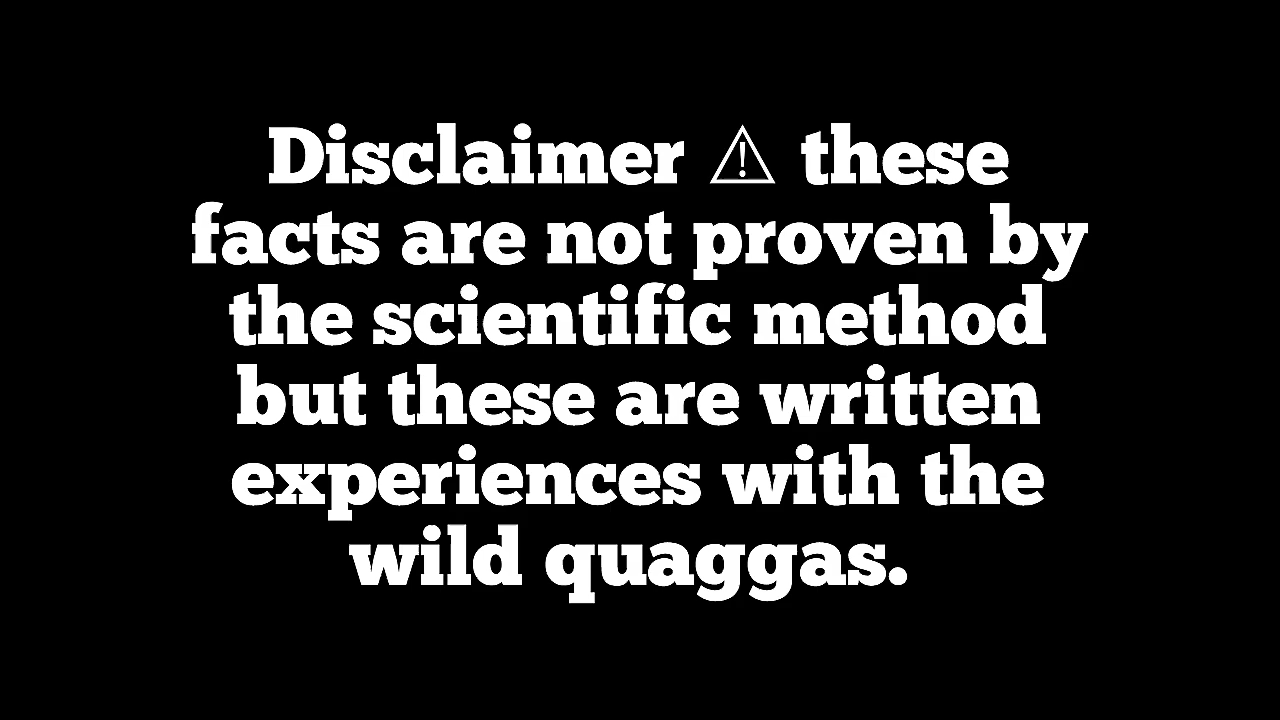 Disclaimer ⚠ these
facts are not proven by
the scientific method
but these are written
experiences with the
wild quaggas.